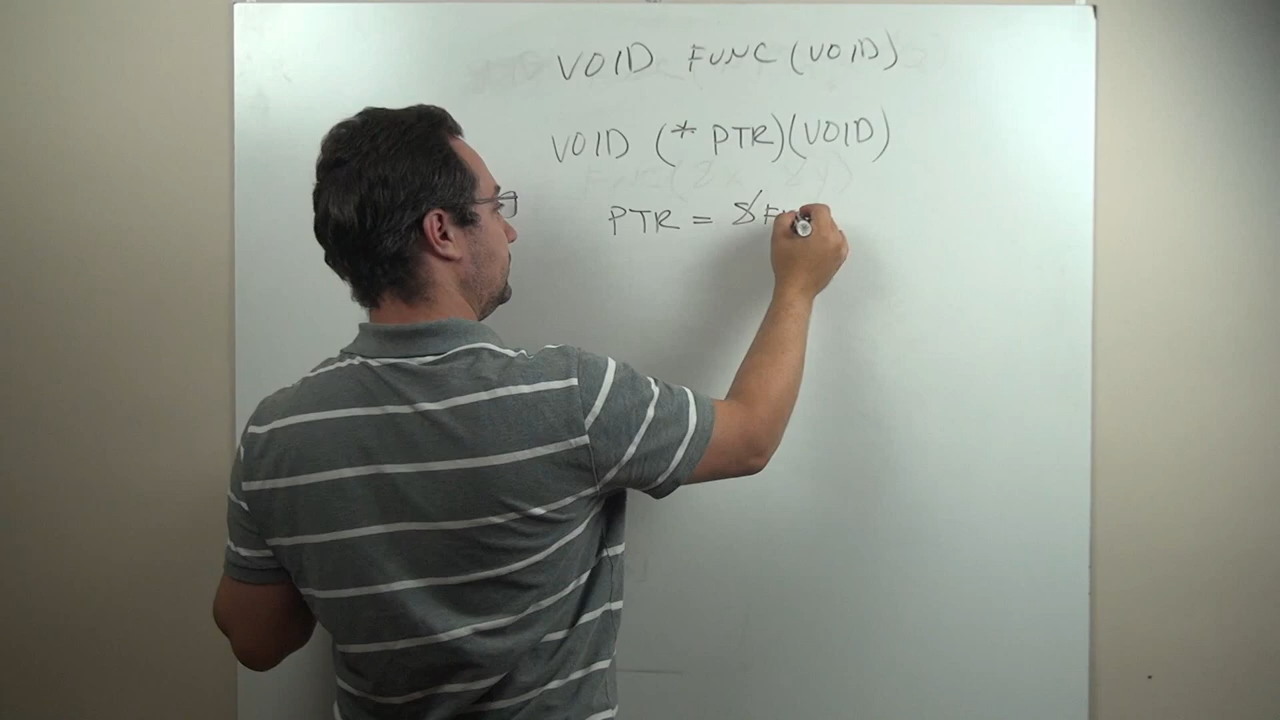 VOID FUNC (VOID)
VOID (* PTR)(VOID)
PTR = &F